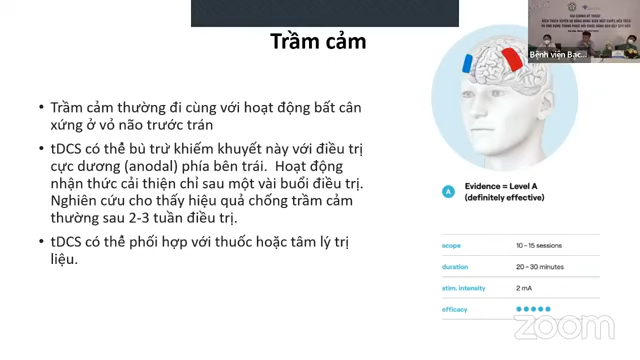 Trầm cảm
• Trầm cảm thường đi cùng với hoạt động bất cân
xứng ở vỏ não trước trán
• tDCS có thể bù trừ khiếm khuyết này với điều trị
cực dương (anodal) phía bên trái. Hoạt động
nhận thức cải thiện chỉ sau một vài buổi điều trị.
Nghiên cứu cho thấy hiệu quả chống trầm cảm
thường sau 2-3 tuần điều trị.
• tDCS có thể phối hợp với thuốc hoặc tâm lý trị
liệu.
Bệnh viện Bạc...
A Evidence = Level A
(definitely effective)
scope 10 – 15 sessions
duration 20 – 30 minutes
stim. intensity 2 mA
efficacy
zoom